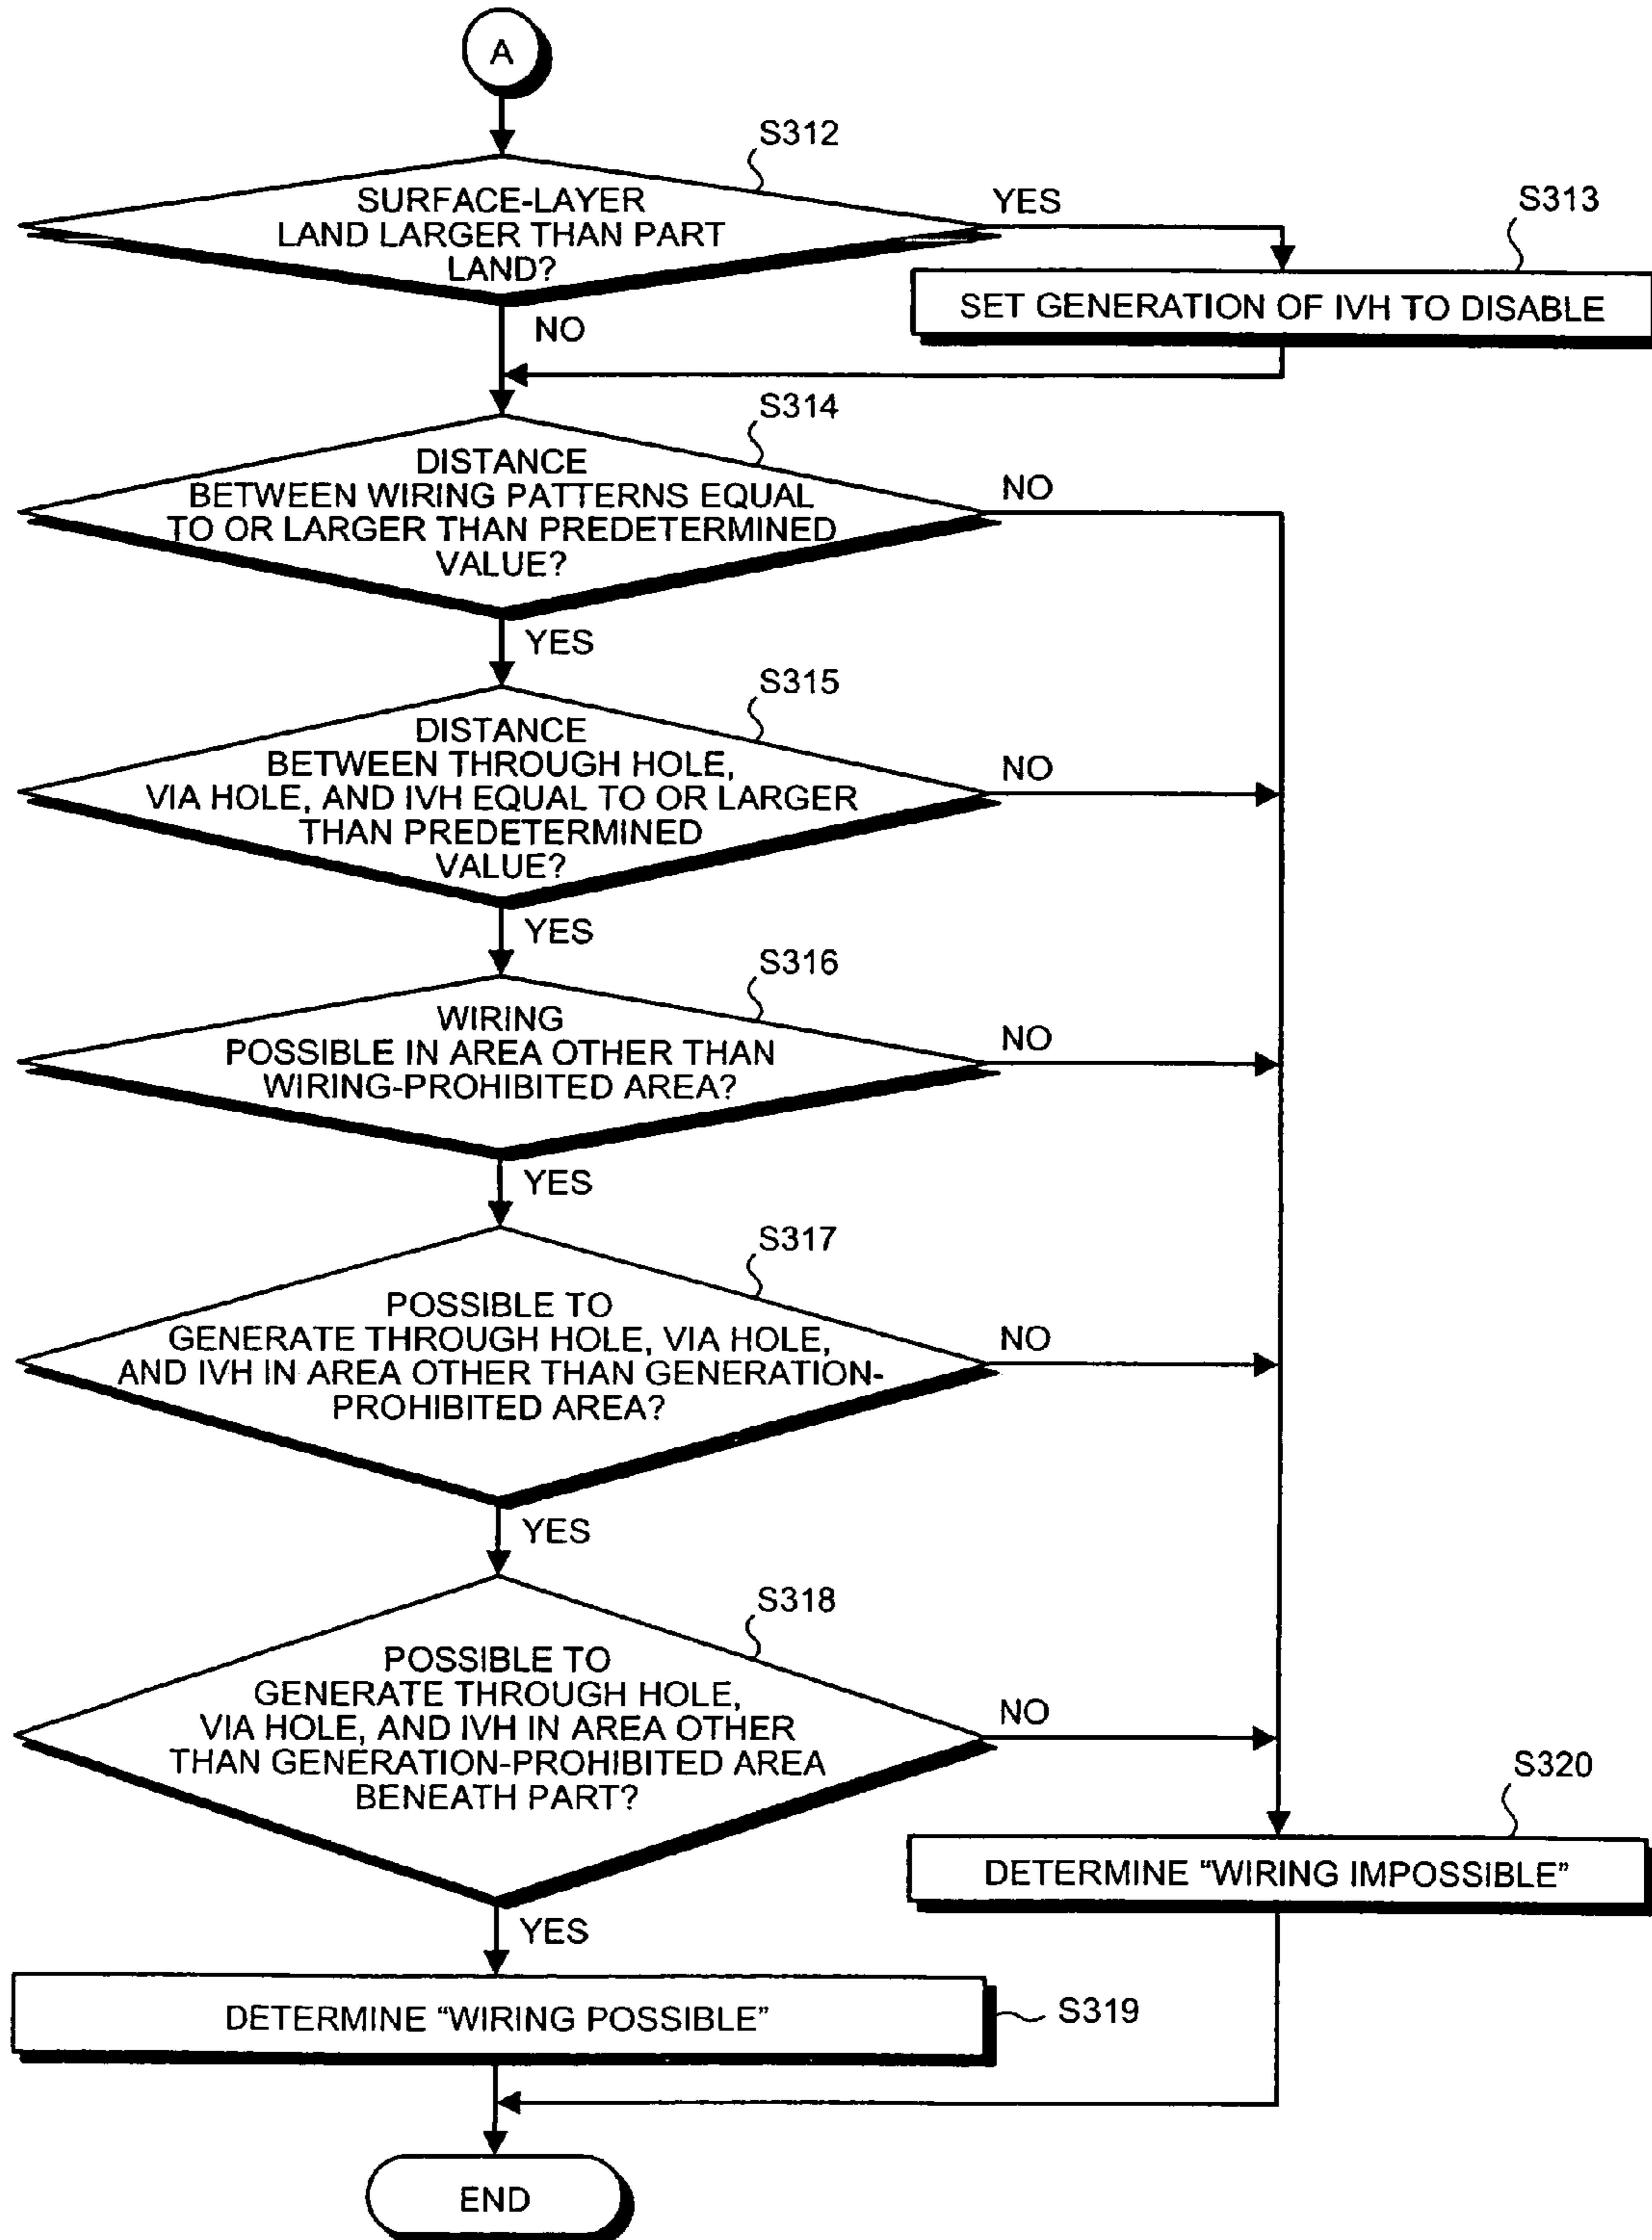 A
S312
SURFACE-LAYER
LAND LARGER THAN PART
LAND?
YES
S313
SET GENERATION OF IVH TO DISABLE
NO
S314
DISTANCE
BETWEEN WIRING PATTERNS EQUAL
TO OR LARGER THAN PREDETERMINED
VALUE?
NO
YES
S315
DISTANCE
BETWEEN THROUGH HOLE,
VIA HOLE, AND IVH EQUAL TO OR LARGER
THAN PREDETERMINED
VALUE?
NO
YES
S316
WIRING
POSSIBLE IN AREA OTHER THAN
WIRING-PROHIBITED AREA?
NO
YES
S317
POSSIBLE TO
GENERATE THROUGH HOLE, VIA HOLE,
AND IVH IN AREA OTHER THAN GENERATION-
PROHIBITED AREA?
NO
YES
S318
POSSIBLE TO
GENERATE THROUGH HOLE,
VIA HOLE, AND IVH IN AREA OTHER
THAN GENERATION-PROHIBITED AREA
BENEATH PART?
NO
S320
DETERMINE “WIRING IMPOSSIBLE”
YES
DETERMINE “WIRING POSSIBLE”
S319
END